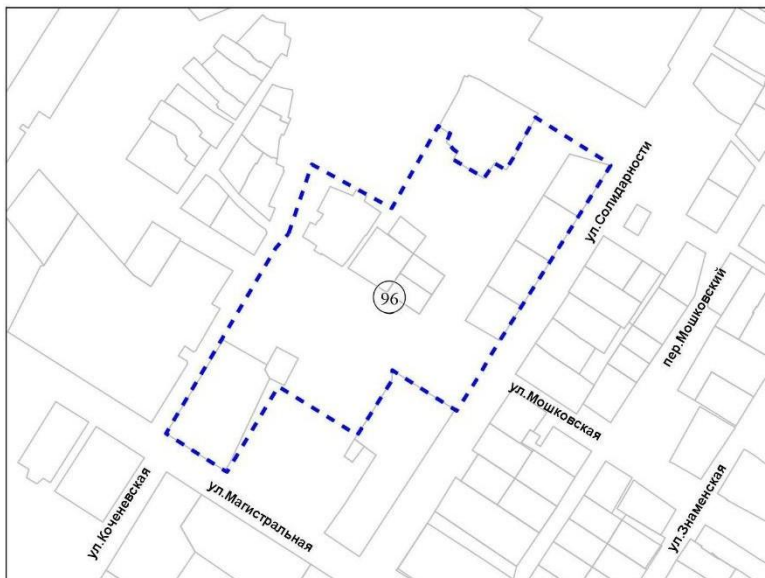 ул.Солидарности
пер.Мошковский
96
ул.Мошковская
ул.Коченевская
ул.Магистральная
ул.Знаменская